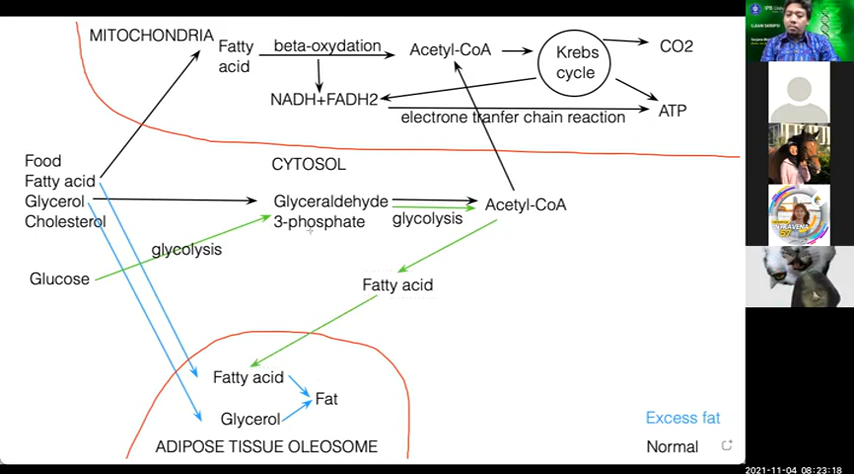 MITOCHONDRIA
Fatty
acid
beta-oxydation
Acetyl-CoA
Krebs
cycle
CO2
NADH+FADH2
electrone tranfer chain reaction
ATP
CYTOSOL
Food
Fatty acid
Glycerol
Cholesterol
Glyceraldehyde
3-phosphate
glycolysis
Acetyl-CoA
glycolysis
Glucose
Fatty acid
Fatty acid
Fat
Glycerol
ADIPOSE TISSUE OLEOSOME
Excess fat
Normal
2021-11-04 08:23:18